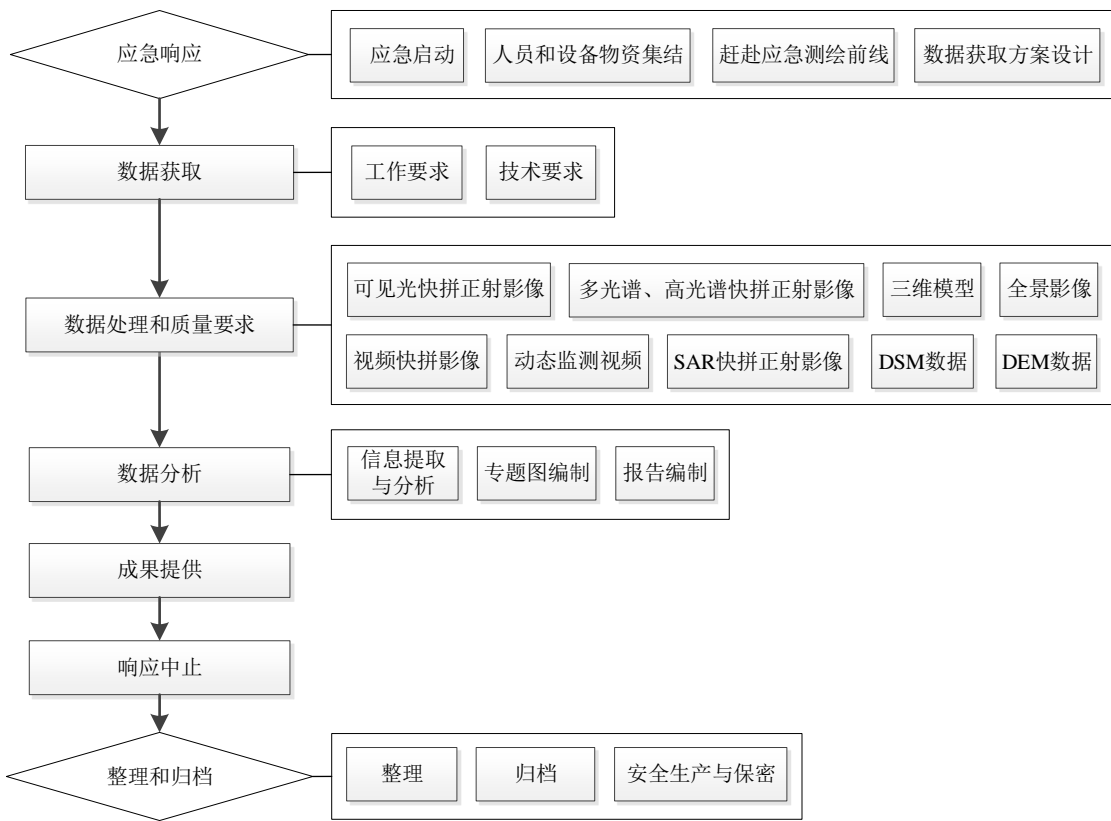 应急响应
应急启动
人员和设备物资集结
赶赴应急测绘前线
数据获取方案设计
数据获取
工作要求
技术要求
数据处理和质量要求
可见光快拼正射影像
多光谱、高光谱快拼正射影像
三维模型
全景影像
视频快拼影像
动态监测视频
SAR快拼正射影像
DSM数据
DEM数据
数据分析
信息提取
与分析
专题图编制
报告编制
成果提供
响应中止
整理和归档
整理
归档
安全生产与保密